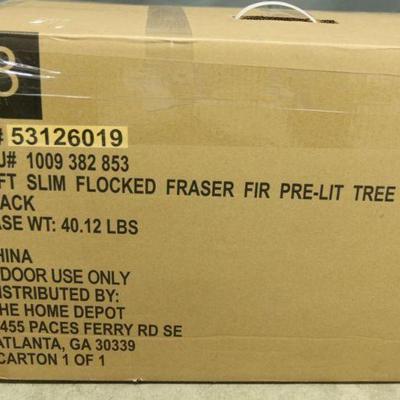 8
# 53126019
U# 1009 382 853
FT SLIM FLOCKED FRASER FIR PRE-LIT TREE
ACK
ASE WT: 40.12 LBS
HINA
DOOR USE ONLY
ISTRIBUTED BY:
HE HOME DEPOT
455 PACES FERRY RD SE
ATLANTA, GA 30339
CARTON 1 OF 1